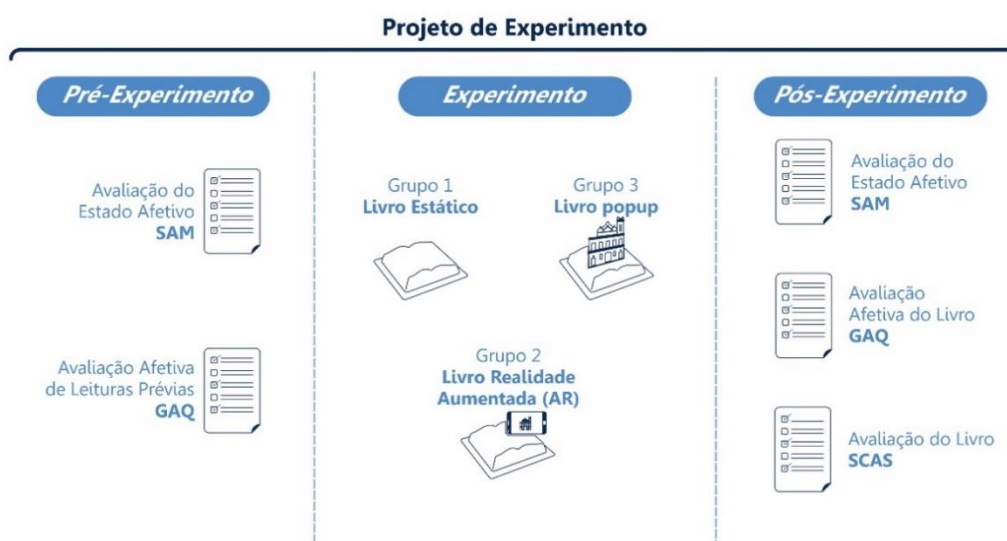 Projeto de Experimento
Pré-Experimento
Avaliação do
Estado Afetivo
SAM
Avaliação Afetiva
de Leituras Prévias
GAQ
Experimento
Grupo 1
Livro Estático
Grupo 3
Livro popup
Grupo 2
Livro Realidade
Aumentada (AR)
Pós-Experimento
Avaliação do
Estado Afetivo
SAM
Avaliação
Afetiva do Livro
GAQ
Avaliação do Livro
SCAS